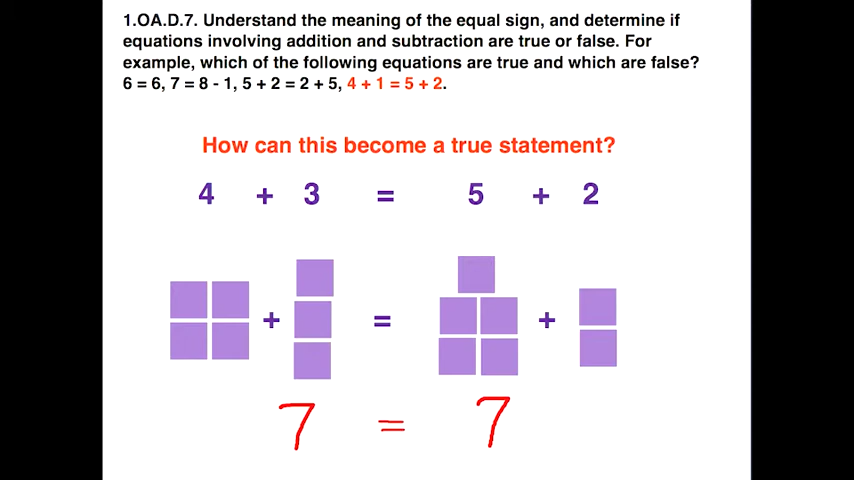 1.OA.D.7. Understand the meaning of the equal sign, and determine if
equations involving addition and subtraction are true or false. For
example, which of the following equations are true and which are false?
6 = 6, 7 = 8 - 1, 5 + 2 = 2 + 5, 4 + 1 = 5 + 2.
How can this become a true statement?
4 + 3 = 5 + 2
+ = +
7 = 7